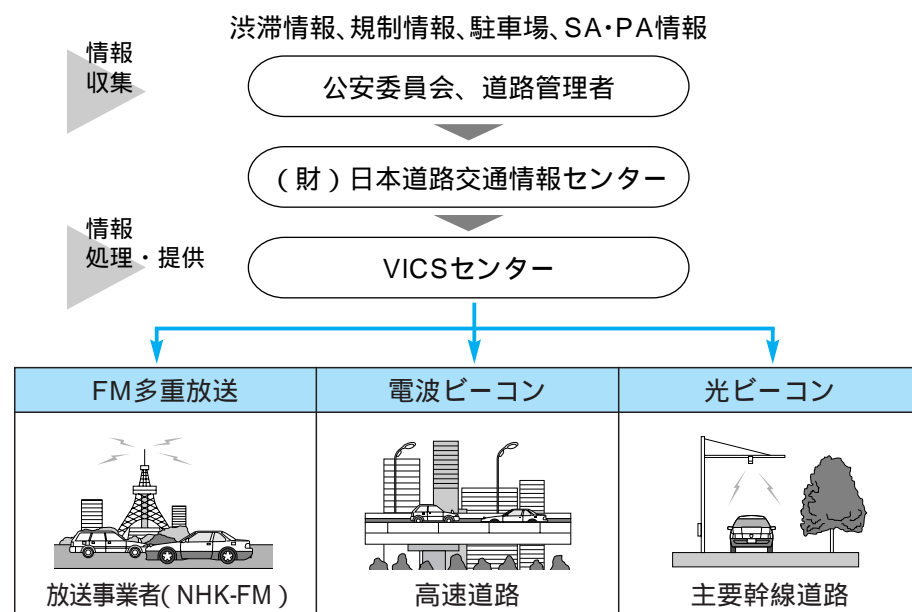 渋滞情報、規制情報、駐車場、SA・PA情報
情報
収集
公安委員会、道路管理者
(財)日本道路交通情報センター
情報
処理・提供
VICSセンター
FM多重放送
電波ビーコン
光ビーコン
放送事業者(NHK-FM)
高速道路
主要幹線道路